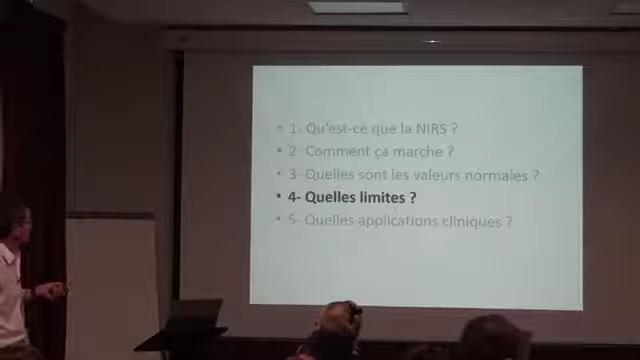 • 1- Qu'est-ce que la NIRS ?
• 2- Comment ça marche ?
• 3- Quelles sont les valeurs normales ?
• 4- Quelles limites ?
• 5- Quelles applications cliniques ?